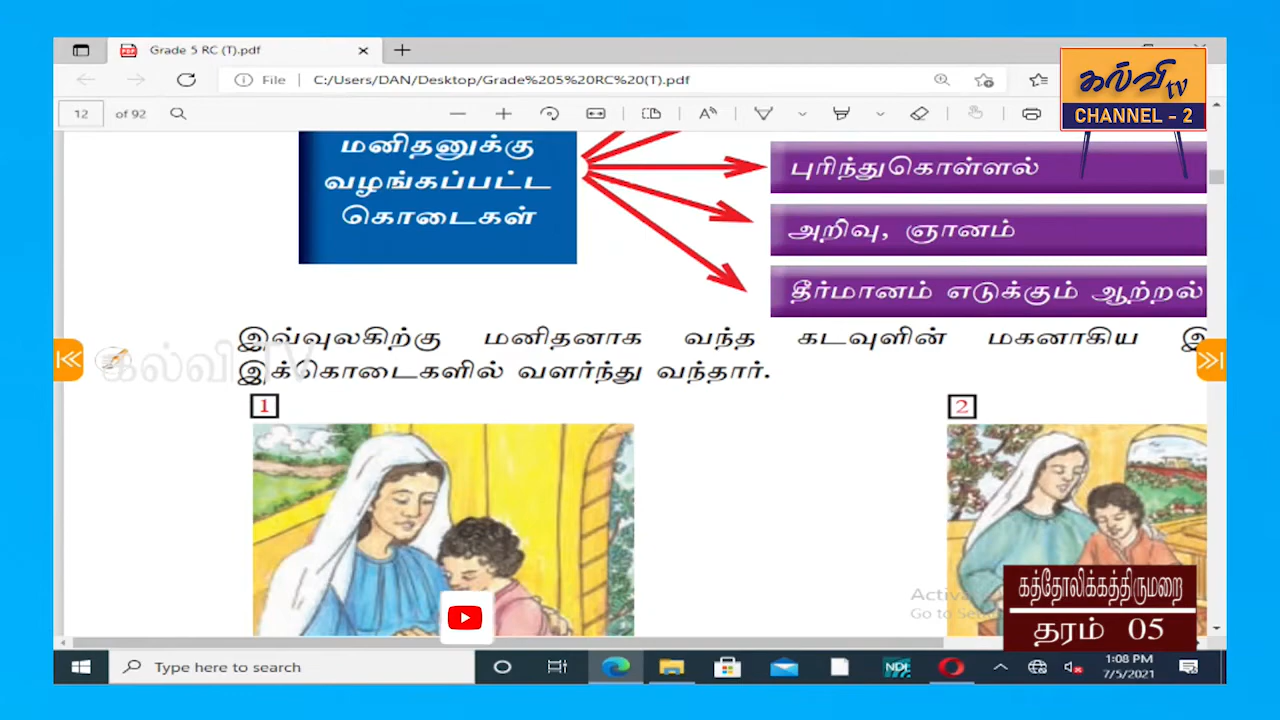 Grade 5 RC (T).pdf
File
C:/Users/DAN/Desktop/Grade%205%20RC%20(T).pdf
கல்வி TV
CHANNEL - 2
12 of 92
மனிதனுக்கு
வழங்கப்பட்ட
கொடைகள்
புரிந்துகொள்ளல்
அறிவு, ஞானம்
தீர்மானம் எடுக்கும் ஆற்றல்
இவ்வுலகிற்கு மனிதனாக வந்த கடவுளின் மகனாகிய இ
இக்கொடைகளில் வளர்ந்து வந்தார்.
கல்வி TV
1
2
கத்தோலிக்கத்திருமறை
தரம் 05
Type here to search
NDI
1:08 PM
7/5/2021